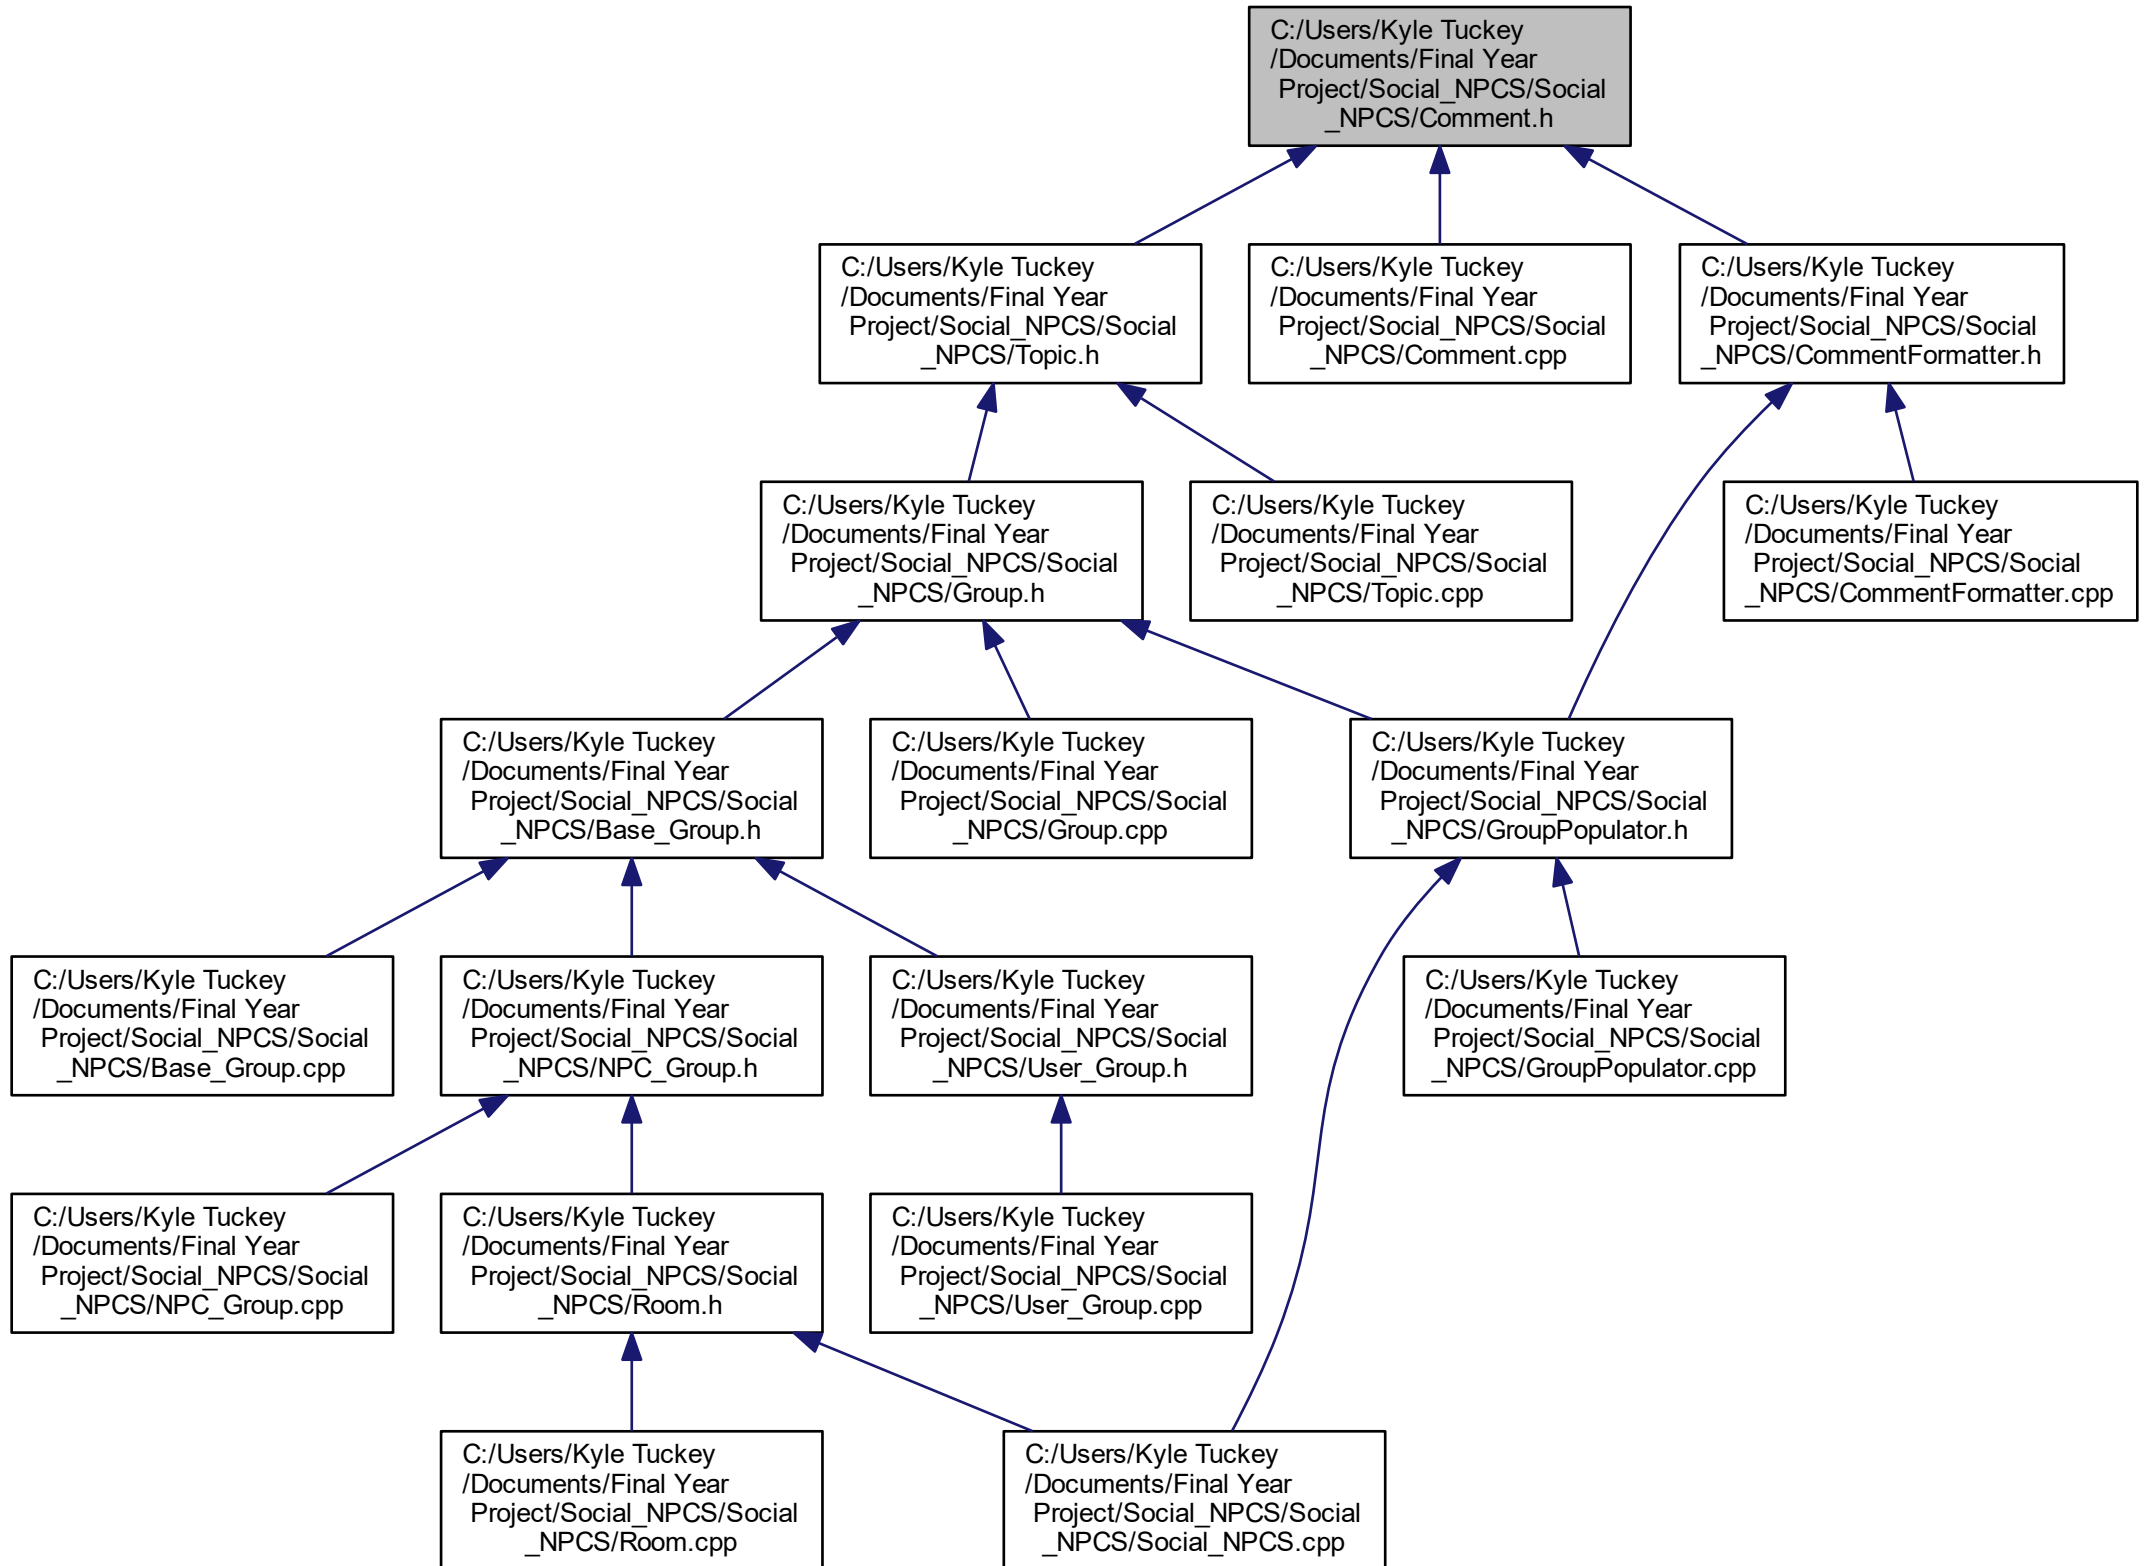 C:/Users/Kyle Tuckey
/Documents/Final Year
Project/Social_NPCS/Social
_NPCS/Comment.h
C:/Users/Kyle Tuckey
/Documents/Final Year
Project/Social_NPCS/Social
_NPCS/Topic.h
C:/Users/Kyle Tuckey
/Documents/Final Year
Project/Social_NPCS/Social
_NPCS/Comment.cpp
C:/Users/Kyle Tuckey
/Documents/Final Year
Project/Social_NPCS/Social
_NPCS/CommentFormatter.h
C:/Users/Kyle Tuckey
/Documents/Final Year
Project/Social_NPCS/Social
_NPCS/Group.h
C:/Users/Kyle Tuckey
/Documents/Final Year
Project/Social_NPCS/Social
_NPCS/Topic.cpp
C:/Users/Kyle Tuckey
/Documents/Final Year
Project/Social_NPCS/Social
_NPCS/CommentFormatter.cpp
C:/Users/Kyle Tuckey
/Documents/Final Year
Project/Social_NPCS/Social
_NPCS/Base_Group.h
C:/Users/Kyle Tuckey
/Documents/Final Year
Project/Social_NPCS/Social
_NPCS/Group.cpp
C:/Users/Kyle Tuckey
/Documents/Final Year
Project/Social_NPCS/Social
_NPCS/GroupPopulator.h
C:/Users/Kyle Tuckey
/Documents/Final Year
Project/Social_NPCS/Social
_NPCS/Base_Group.cpp
C:/Users/Kyle Tuckey
/Documents/Final Year
Project/Social_NPCS/Social
_NPCS/NPC_Group.h
C:/Users/Kyle Tuckey
/Documents/Final Year
Project/Social_NPCS/Social
_NPCS/User_Group.h
C:/Users/Kyle Tuckey
/Documents/Final Year
Project/Social_NPCS/Social
_NPCS/GroupPopulator.cpp
C:/Users/Kyle Tuckey
/Documents/Final Year
Project/Social_NPCS/Social
_NPCS/NPC_Group.cpp
C:/Users/Kyle Tuckey
/Documents/Final Year
Project/Social_NPCS/Social
_NPCS/Room.h
C:/Users/Kyle Tuckey
/Documents/Final Year
Project/Social_NPCS/Social
_NPCS/User_Group.cpp
C:/Users/Kyle Tuckey
/Documents/Final Year
Project/Social_NPCS/Social
_NPCS/Room.cpp
C:/Users/Kyle Tuckey
/Documents/Final Year
Project/Social_NPCS/Social
_NPCS/Social_NPCS.cpp